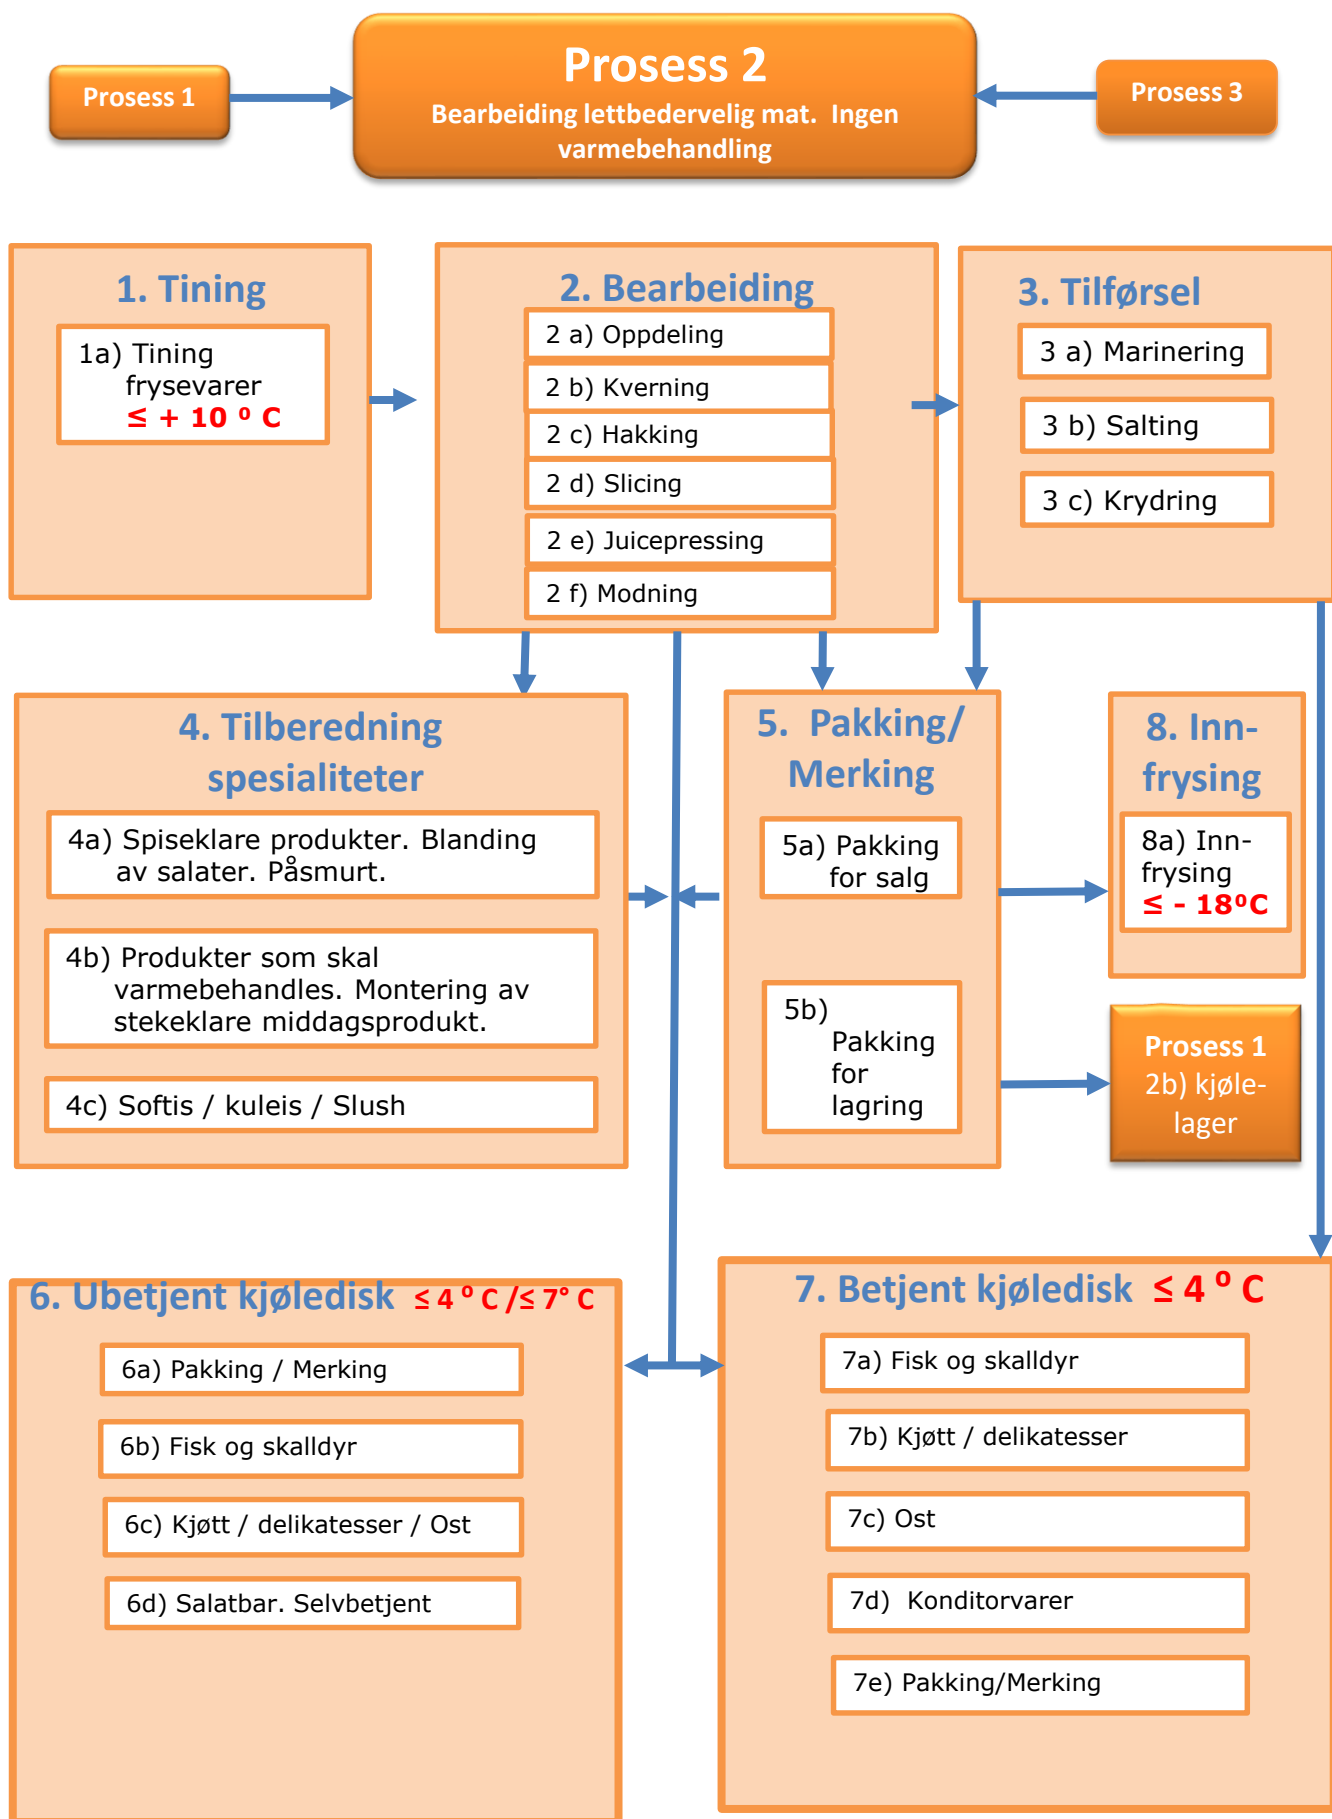 Prosess 1
Prosess 2
Bearbeiding lettbedervelig mat.  Ingen
varmebehandling
Prosess 3
1. Tining
1a) Tining
frysevarer
≤ + 10 ⁰ C
2. Bearbeiding
2 a) Oppdeling
2 b) Kverning
2 c) Hakking
2 d) Slicing
2 e) Juicepressing
2 f) Modning
3. Tilførsel
3 a) Marinering
3 b) Salting
3 c) Krydring
4. Tilberedning
spesialiteter
4a) Spiseklare produkter. Blanding
av salater. Påsmurt.
4b) Produkter som skal
varmebehandles. Montering av
stekeklare middagsprodukt.
4c) Softis / kuleis / Slush
5.  Pakking/
Merking
5a) Pakking
for salg
5b)
Pakking
for
lagring
8. Inn-
frysing
8a) Inn-
frysing
≤ - 18⁰C
Prosess 1
2b) kjøle-
lager
6. Ubetjent kjøledisk ≤ 4 ⁰ C /≤ 7° C
6a) Pakking / Merking
6b) Fisk og skalldyr
6c) Kjøtt / delikatesser / Ost
6d) Salatbar. Selvbetjent
7. Betjent kjøledisk ≤ 4 ⁰ C
7a) Fisk og skalldyr
7b) Kjøtt / delikatesser
7c) Ost
7d)  Konditorvarer
7e) Pakking/Merking